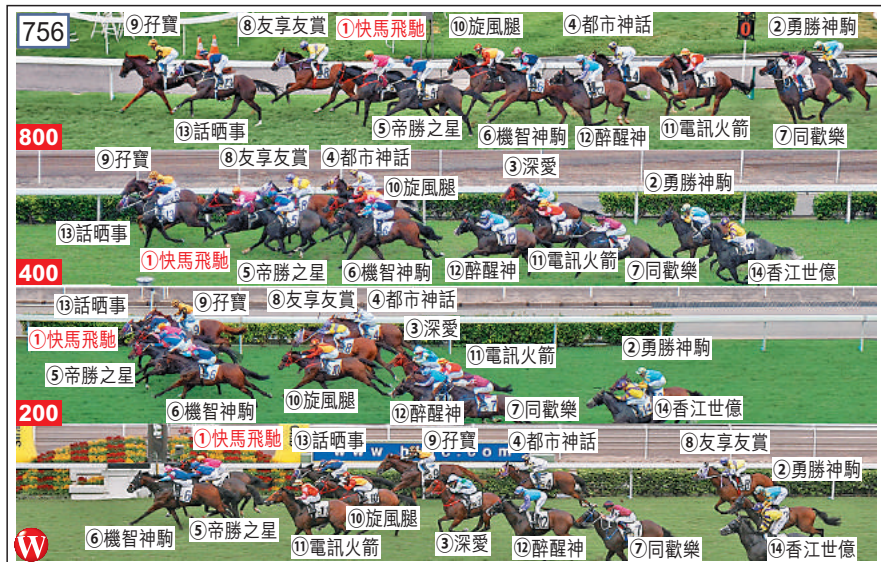 756
⑨孖寶 ⑧友享友賞 ①快馬飛馳 ⑩旋風腿 ④都市神話 ②勇勝神駒
⑬話晒事 ⑤帝勝之星 ⑥機智神駒 ⑫醉醒神 ⑪電訊火箭 ⑦同歡樂
800
⑨孖寶 ⑧友享友賞 ④都市神話 ⑩旋風腿 ③深愛 ②勇勝神駒
⑬話晒事 ①快馬飛馳 ⑤帝勝之星 ⑥機智神駒 ⑫醉醒神 ⑪電訊火箭 ⑦同歡樂 ⑭香江世億
400
⑬話晒事 ⑨孖寶 ⑧友享友賞 ④都市神話 ③深愛 ⑪電訊火箭 ②勇勝神駒
①快馬飛馳 ⑤帝勝之星 ⑥機智神駒 ⑩旋風腿 ⑫醉醒神 ⑦同歡樂 ⑭香江世億
200
①快馬飛馳 ⑬話晒事 ⑨孖寶 ④都市神話 ⑧友享友賞 ②勇勝神駒
⑥機智神駒 ⑤帝勝之星 ⑪電訊火箭 ⑩旋風腿 ③深愛 ⑫醉醒神 ⑦同歡樂 ⑭香江世億
W